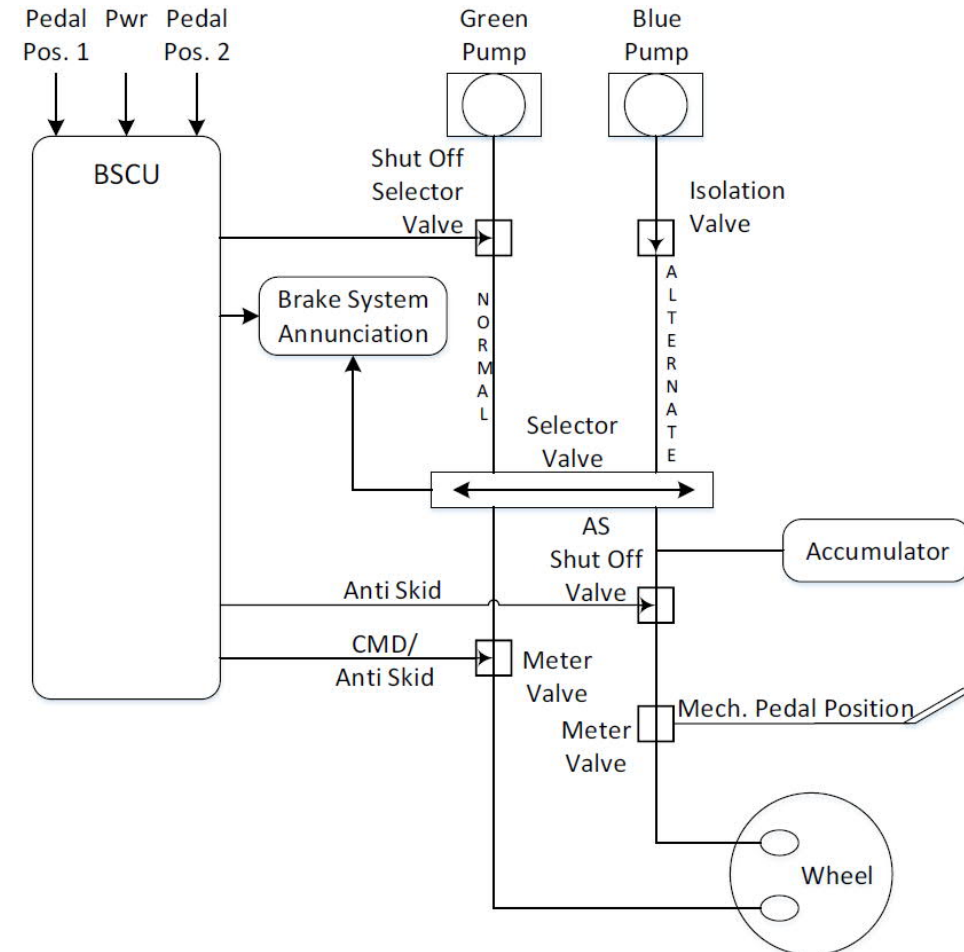 Pedal Pos. 1
Pwr
Pedal Pos. 2
Green Pump
Blue Pump
BSCU
Shut Off
Selector
Valve
Isolation
Valve
Brake System
Annunciation
NORMAL
ALTERNATE
Selector
Valve
AS
Shut Off
Valve
Accumulator
Anti Skid
CMD/
Anti Skid
Meter
Valve
Mech. Pedal Position
Meter
Valve
Wheel